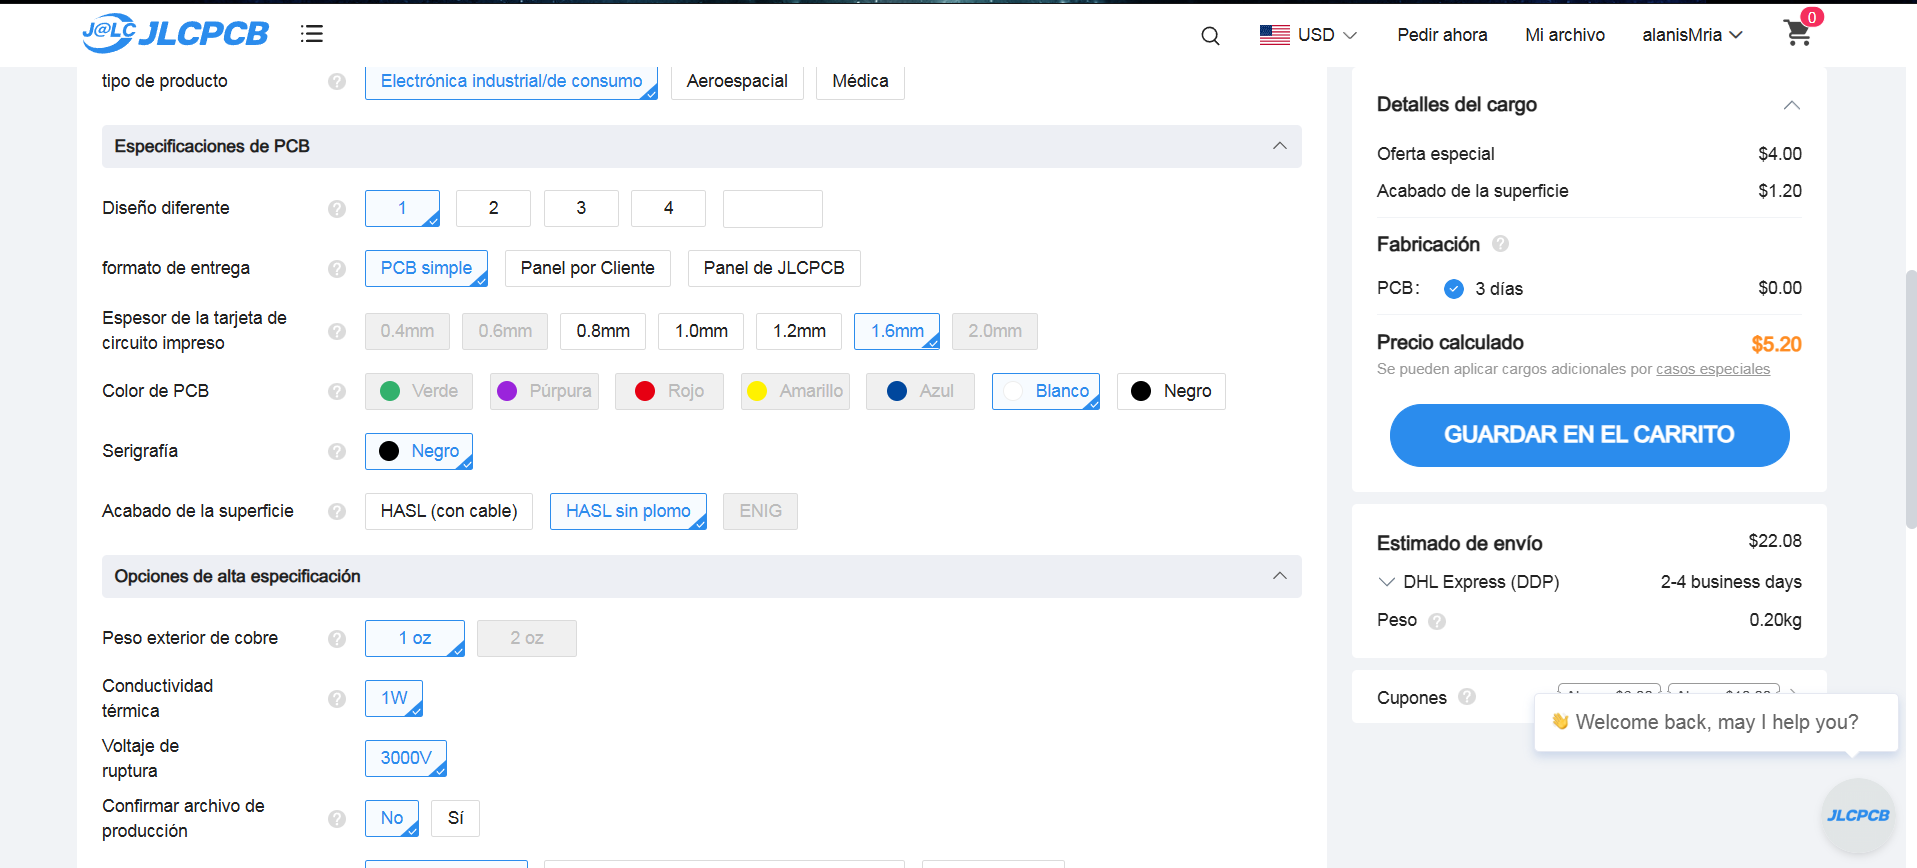 J@LC JLCPCB
USD
Pedir ahora
Mi archivo
alanisMria
0
tipo de producto
Electrónica industrial/de consumo
Aeroespacial
Médica
Especificaciones de PCB
Diseño diferente
1
2
3
4
formato de entrega
PCB simple
Panel por Cliente
Panel de JLCPCB
Espesor de la tarjeta de
circuito impreso
0.4mm
0.6mm
0.8mm
1.0mm
1.2mm
1.6mm
2.0mm
Color de PCB
Verde
Púrpura
Rojo
Amarillo
Azul
Blanco
Negro
Serigrafía
Negro
Acabado de la superficie
HASL (con cable)
HASL sin plomo
ENIG
Opciones de alta especificación
Peso exterior de cobre
1 oz
2 oz
Conductividad
térmica
1W
Voltaje de
ruptura
3000V
Confirmar archivo de
producción
No
Sí
Detalles del cargo
Oferta especial
$4.00
Acabado de la superficie
$1.20
Fabricación
PCB:
3 días
$0.00
Precio calculado
$5.20
Se pueden aplicar cargos adicionales por casos especiales
GUARDAR EN EL CARRITO
Estimado de envío
$22.08
DHL Express (DDP)
2-4 business days
Peso
0.20kg
Cupones
👋 Welcome back, may I help you?
JLCPCB